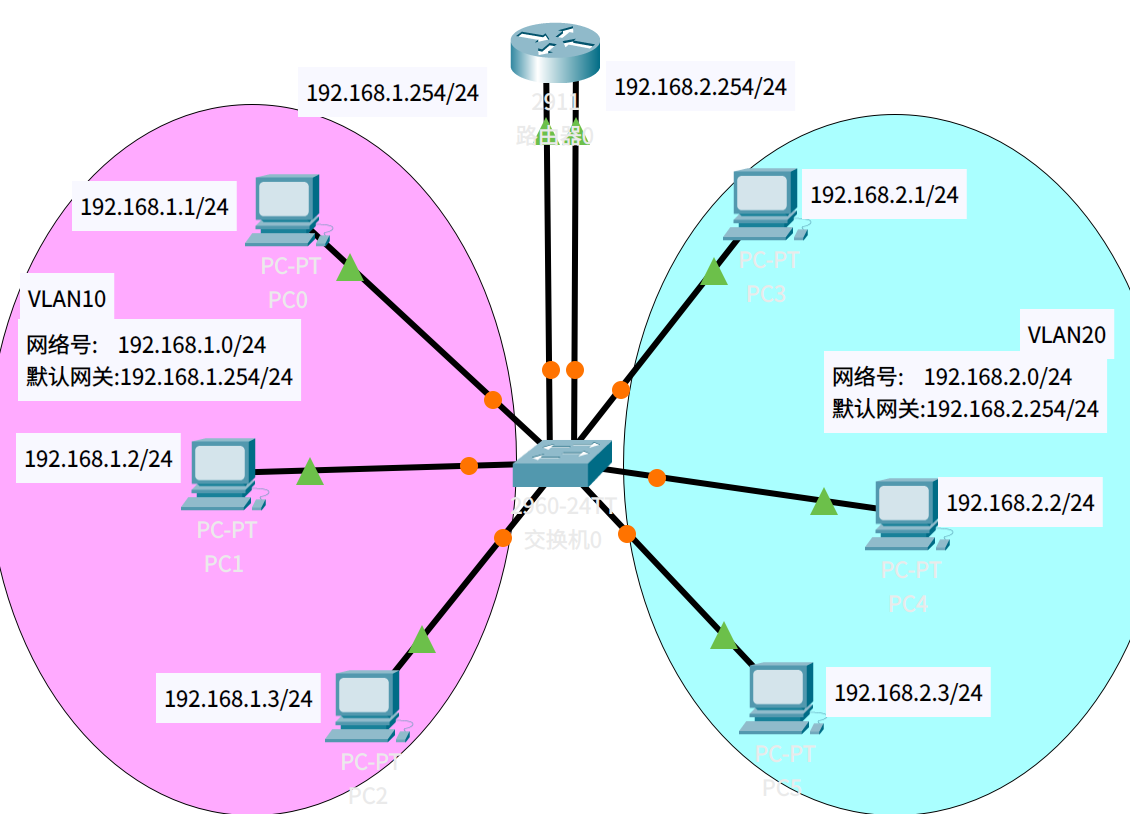 192.168.1.254/24
192.168.2.254/24
2911
路由器0
192.168.1.1/24
PC-PT
PC0
192.168.2.1/24
PC-PT
PC3
VLAN10
网络号: 192.168.1.0/24
默认网关:192.168.1.254/24
VLAN20
网络号: 192.168.2.0/24
默认网关:192.168.2.254/24
192.168.1.2/24
PC-PT
PC1
2960-24TT
交换机0
192.168.2.2/24
PC-PT
PC4
192.168.1.3/24
PC-PT
PC2
192.168.2.3/24
PC-PT
PC5